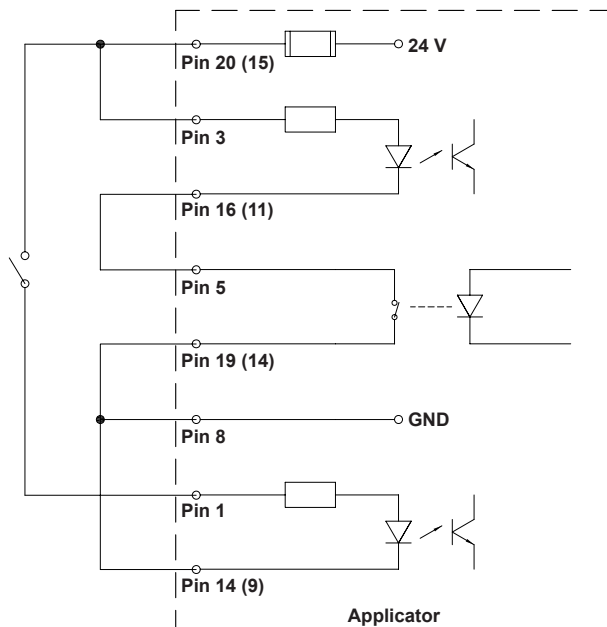 24 V
Pin 20 (15)
Pin 3
Pin 16 (11)
Pin 5
Pin 19 (14)
GND
Pin 8
Pin 1
Pin 14 (9)
Applicator